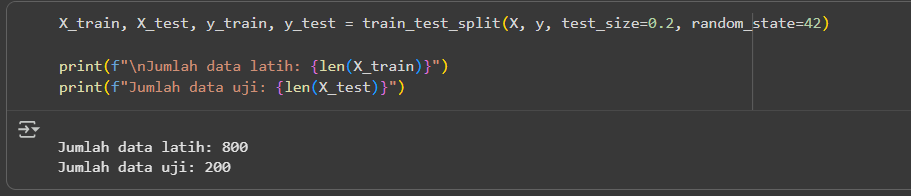 X_train, X_test, y_train, y_test = train_test_split(X, y, test_size=0.2, random_state=42)
print(f"\nJumlah data latih: {len(X_train)}")
print(f"Jumlah data uji: {len(X_test)}")
Jumlah data latih: 800
Jumlah data uji: 200